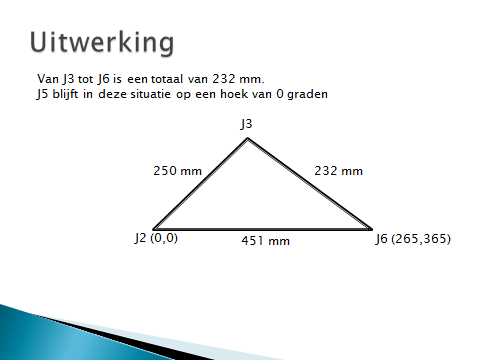 Uitwerking
Van J3 tot J6 is een totaal van 232 mm.
J5 blijft in deze situatie op een hoek van 0 graden
J3
250 mm
232 mm
J2 (0,0)
451 mm
J6 (265,365)